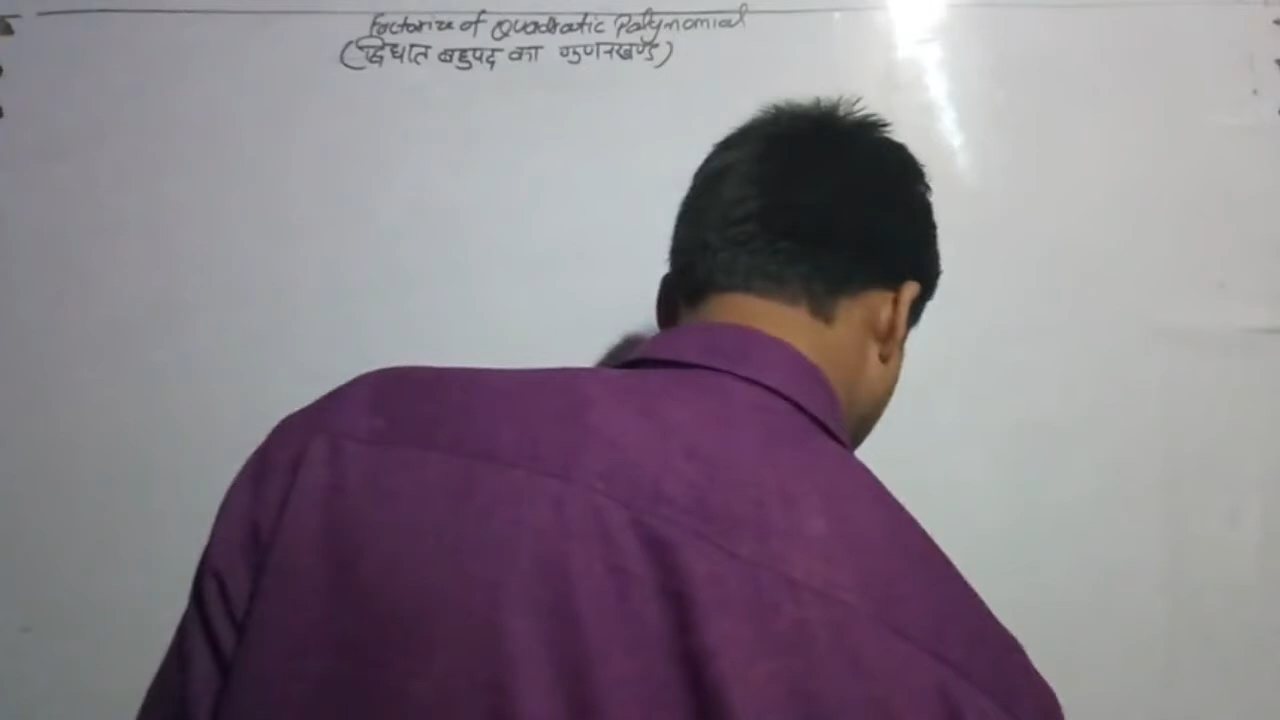 Factorize of Quadratic Polynomial
(द्विघात बहुपद का गुणनखण्ड)